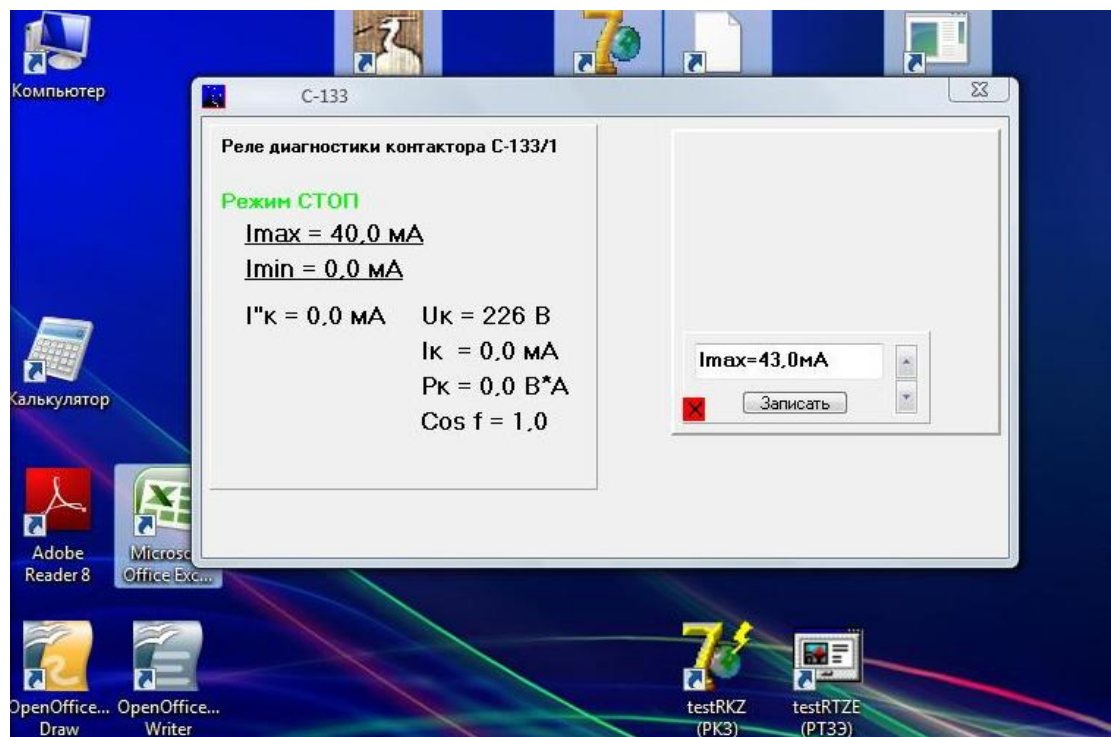 Компьютер
С-133
Реле диагностики контактора С-133/1
Режим СТОП
Imax = 40,0 мА
Imin = 0,0 мА
I"к = 0,0 мА
Uк = 226 В
Iк = 0,0 мА
Pк = 0,0 В*А
Cos f = 1,0
Imax=43,0мА
Записать
Калькулятор
Adobe
Reader 8
Microso
Office Exc...
OpenOffice...
Draw
OpenOffice...
Writer
testRKZ
(РКЗ)
testRTZE
(РТЗЭ)